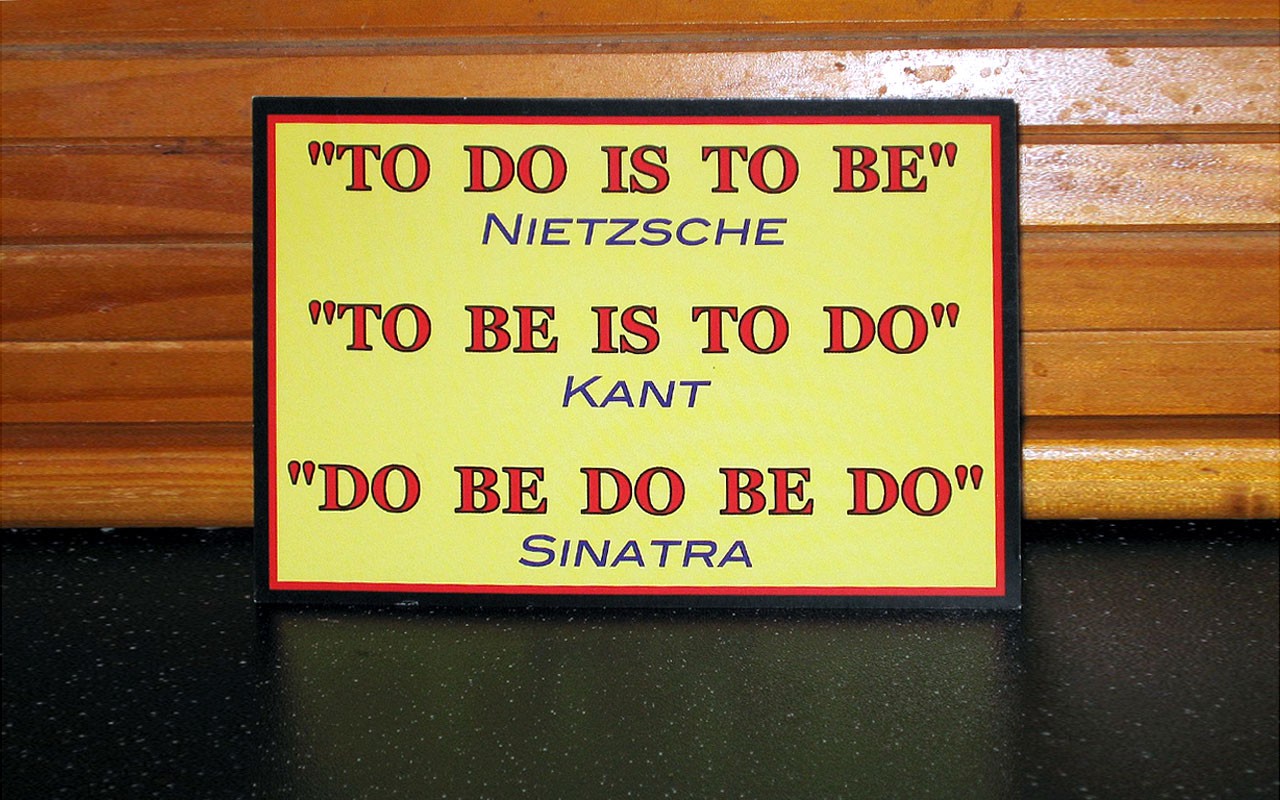 "TO DO IS TO BE"
NIETZSCHE
"TO BE IS TO DO"
KANT
"DO BE DO BE DO"
SINATRA